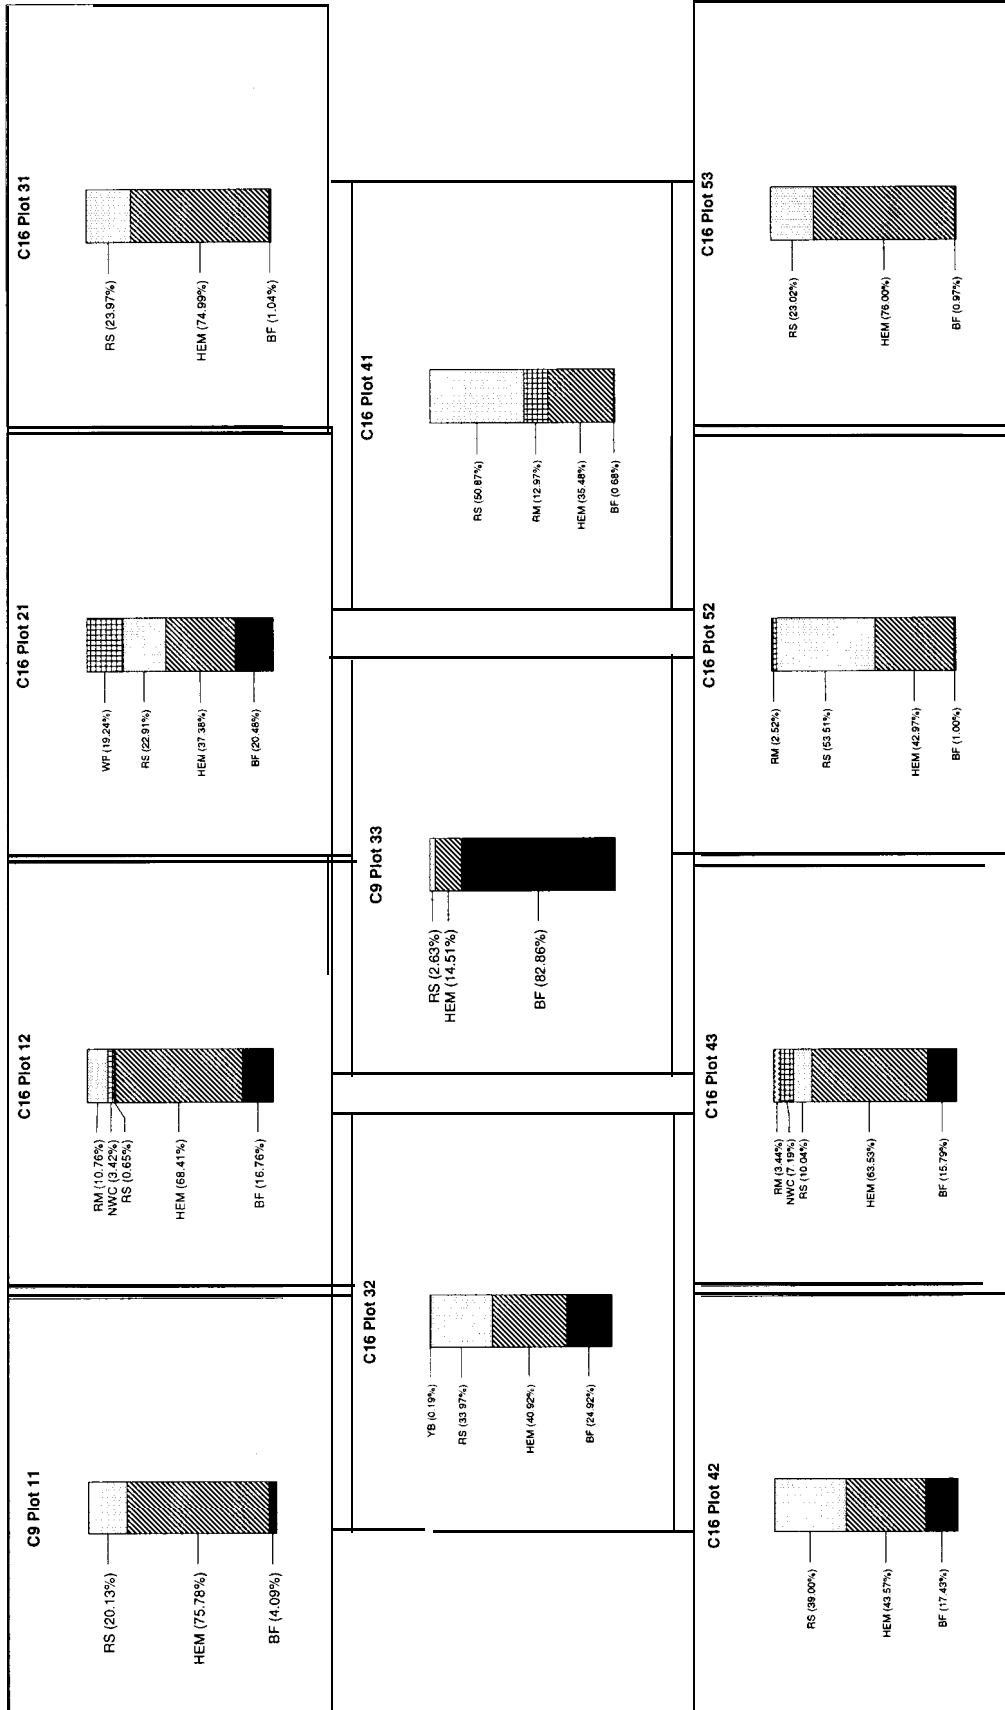 C9 Plot 11
RS (20.13%)
HEM (75.78%)
BF (4.09%)
C16 Plot 12
RM (10.76%)
NWC (3.42%)
RS (0.65%)
HEM (68.41%)
BF (16.76%)
C16 Plot 21
WP (19.24%)
RS (22.91%)
HEM (37.38%)
BF (20.48%)
C16 Plot 31
RS (23.97%)
HEM (74.99%)
BF (1.04%)
C16 Plot 32
YB (0.19%)
RS (33.97%)
HEM (40.92%)
BF (24.92%)
C9 Plot 33
RS (2.63%)
HEM (14.51%)
BF (82.86%)
C16 Plot 41
RS (50.87%)
RM (12.97%)
HEM (35.48%)
BF (0.68%)
C16 Plot 42
RS (39.00%)
HEM (43.57%)
BF (17.43%)
C16 Plot 43
RM (3.44%)
NWC (7.19%)
RS (10.04%)
HEM (63.53%)
BF (15.79%)
C16 Plot 52
RM (2.52%)
RS (53.51%)
HEM (42.97%)
BF (1.00%)
C16 Plot 53
RS (23.02%)
HEM (76.00%)
BF (0.97%)